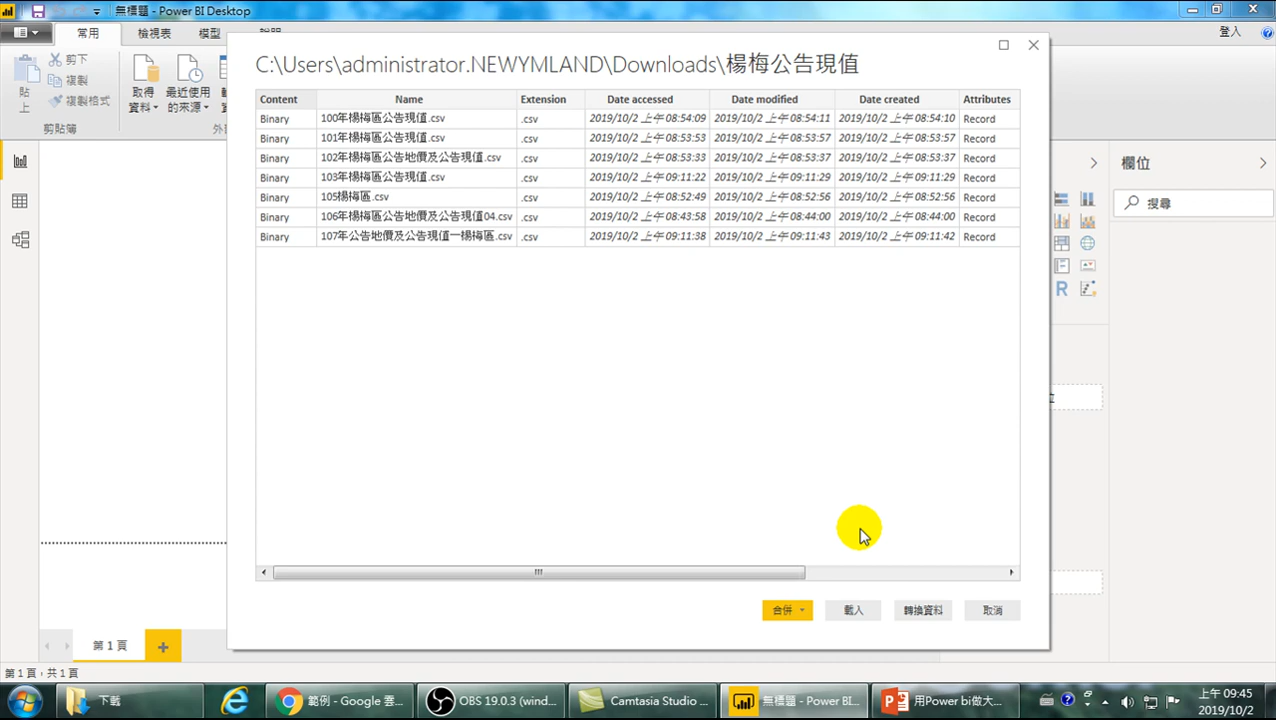 無標題 - Power BI Desktop
常用 檢視表 模型
登入
剪下
複製
複製格式
貼上
剪貼簿
取得資料
最近使用的來源
C:\Users\administrator.NEWYMLAND\Downloads\楊梅公告現值
Content Name Extension Date accessed Date modified Date created Attributes
Binary 100年楊梅區公告現值.csv .csv 2019/10/2 上午 08:54:09 2019/10/2 上午 08:54:11 2019/10/2 上午 08:54:10 Record
Binary 101年楊梅區公告現值.csv .csv 2019/10/2 上午 08:53:53 2019/10/2 上午 08:53:57 2019/10/2 上午 08:53:57 Record
Binary 102年楊梅區公告地價及公告現值.csv .csv 2019/10/2 上午 08:53:33 2019/10/2 上午 08:53:37 2019/10/2 上午 08:53:37 Record
Binary 103年楊梅區公告現值.csv .csv 2019/10/2 上午 09:11:22 2019/10/2 上午 09:11:29 2019/10/2 上午 09:11:29 Record
Binary 105楊梅區.csv .csv 2019/10/2 上午 08:52:49 2019/10/2 上午 08:52:56 2019/10/2 上午 08:52:56 Record
Binary 106年楊梅區公告地價及公告現值04.csv .csv 2019/10/2 上午 08:43:58 2019/10/2 上午 08:44:00 2019/10/2 上午 08:44:00 Record
Binary 107年公告地價及公告現值一楊梅區.csv .csv 2019/10/2 上午 09:11:38 2019/10/2 上午 09:11:43 2019/10/2 上午 09:11:42 Record
合併 載入 轉換資料 取消
欄位
搜尋
R
第 1 頁
第 1 頁，共 1 頁
下載
範例 - Google 雲...
OBS 19.0.3 (wind...
Camtasia Studio ...
無標題 - Power BI...
用Power bi做大...
上午 09:45
2019/10/2